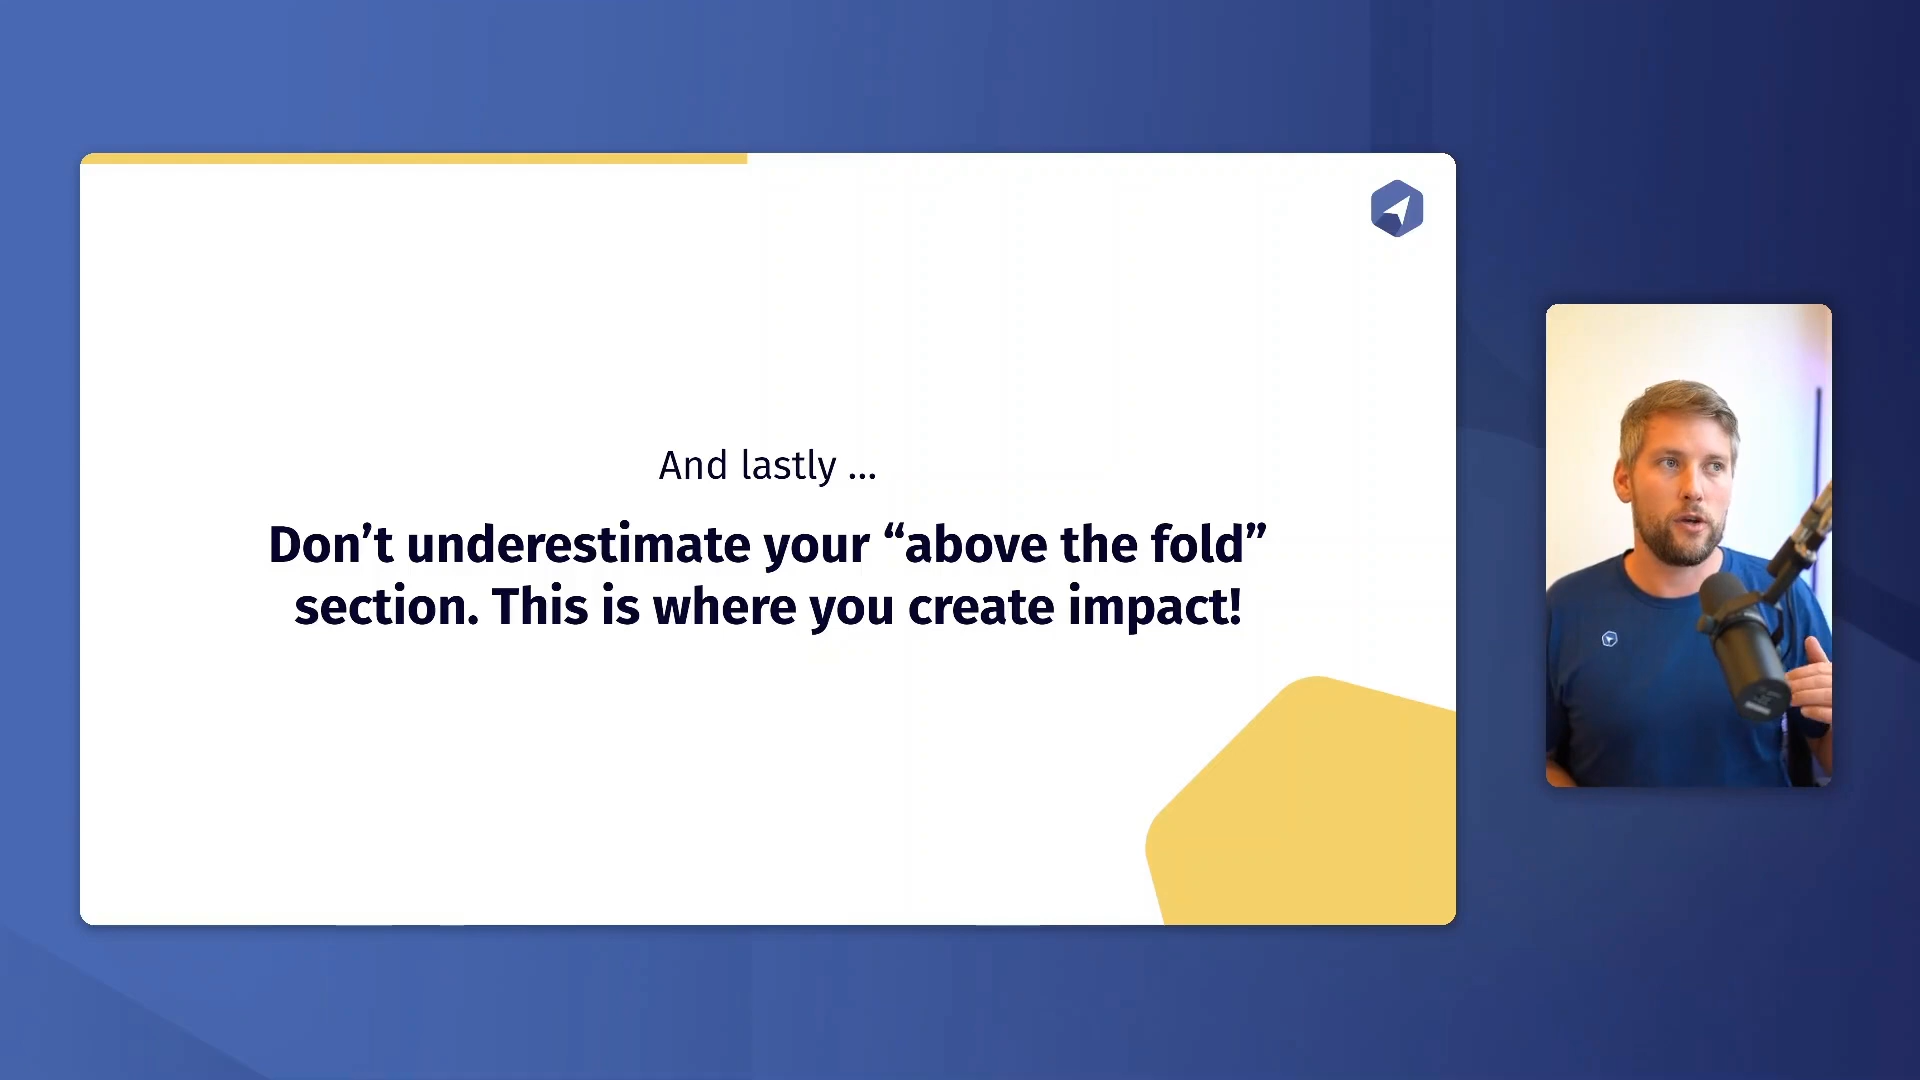 And lastly ...
Don’t underestimate your “above the fold”
section. This is where you create impact!